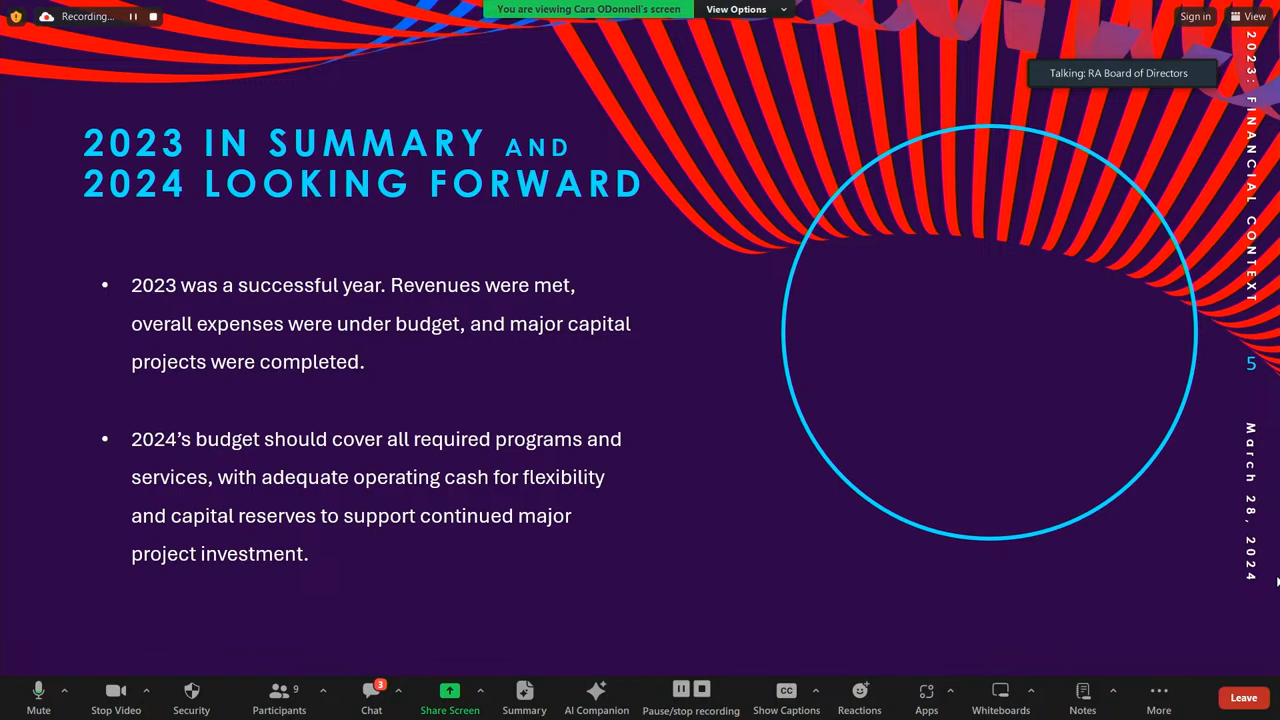 Recording...
You are viewing Cara ODonnell's screen
View Options
Sign in
View
Talking: RA Board of Directors
2023 IN SUMMARY AND
2024 LOOKING FORWARD
• 2023 was a successful year. Revenues were met,
overall expenses were under budget, and major capital
projects were completed.
• 2024’s budget should cover all required programs and
services, with adequate operating cash for flexibility
and capital reserves to support continued major
project investment.
2023: FINANCIAL CONTEXT
5
March 28, 2024
Mute
Stop Video
Security
9
Participants
3
Chat
Share Screen
Summary
AI Companion
Pause/stop recording
CC
Show Captions
Reactions
Apps
Whiteboards
Notes
More
Leave